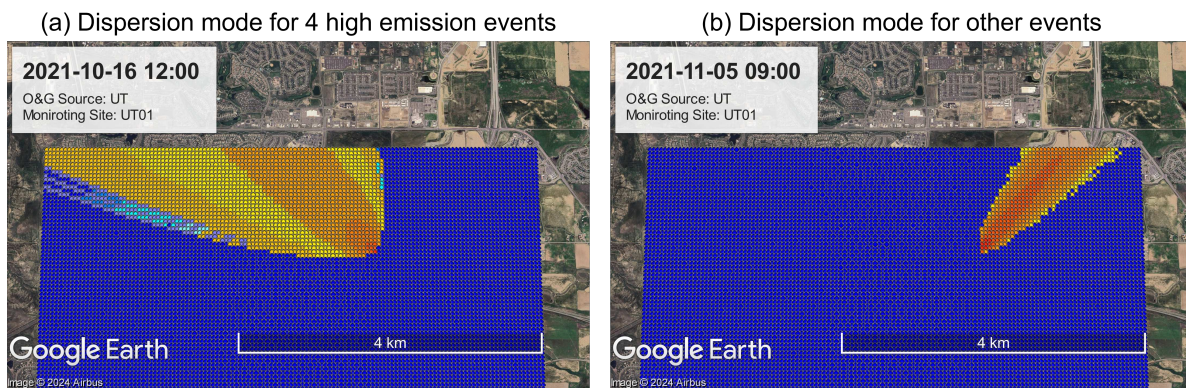 (a) Dispersion mode for 4 high emission events
(b) Dispersion mode for other events
2021-10-16 12:00
O&G Source: UT
Moniroting Site: UT01
4 km
Google Earth
Image © 2024 Airbus
2021-11-05 09:00
O&G Source: UT
Moniroting Site: UT01
4 km
Google Earth
Image © 2024 Airbus